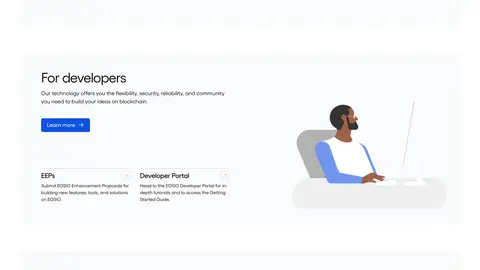 For developers
Our technology offers you the flexibility, security, reliability, and community
you need to build your ideas on blockchain.
Learn more
EEPs
Submit EOSIO Enhancement Proposals for
building new features, tools, and solutions
on EOSIO.
Developer Portal
Head to the EOSIO Developer Portal for in-
depth tutorials and to access the Getting
Started Guide.